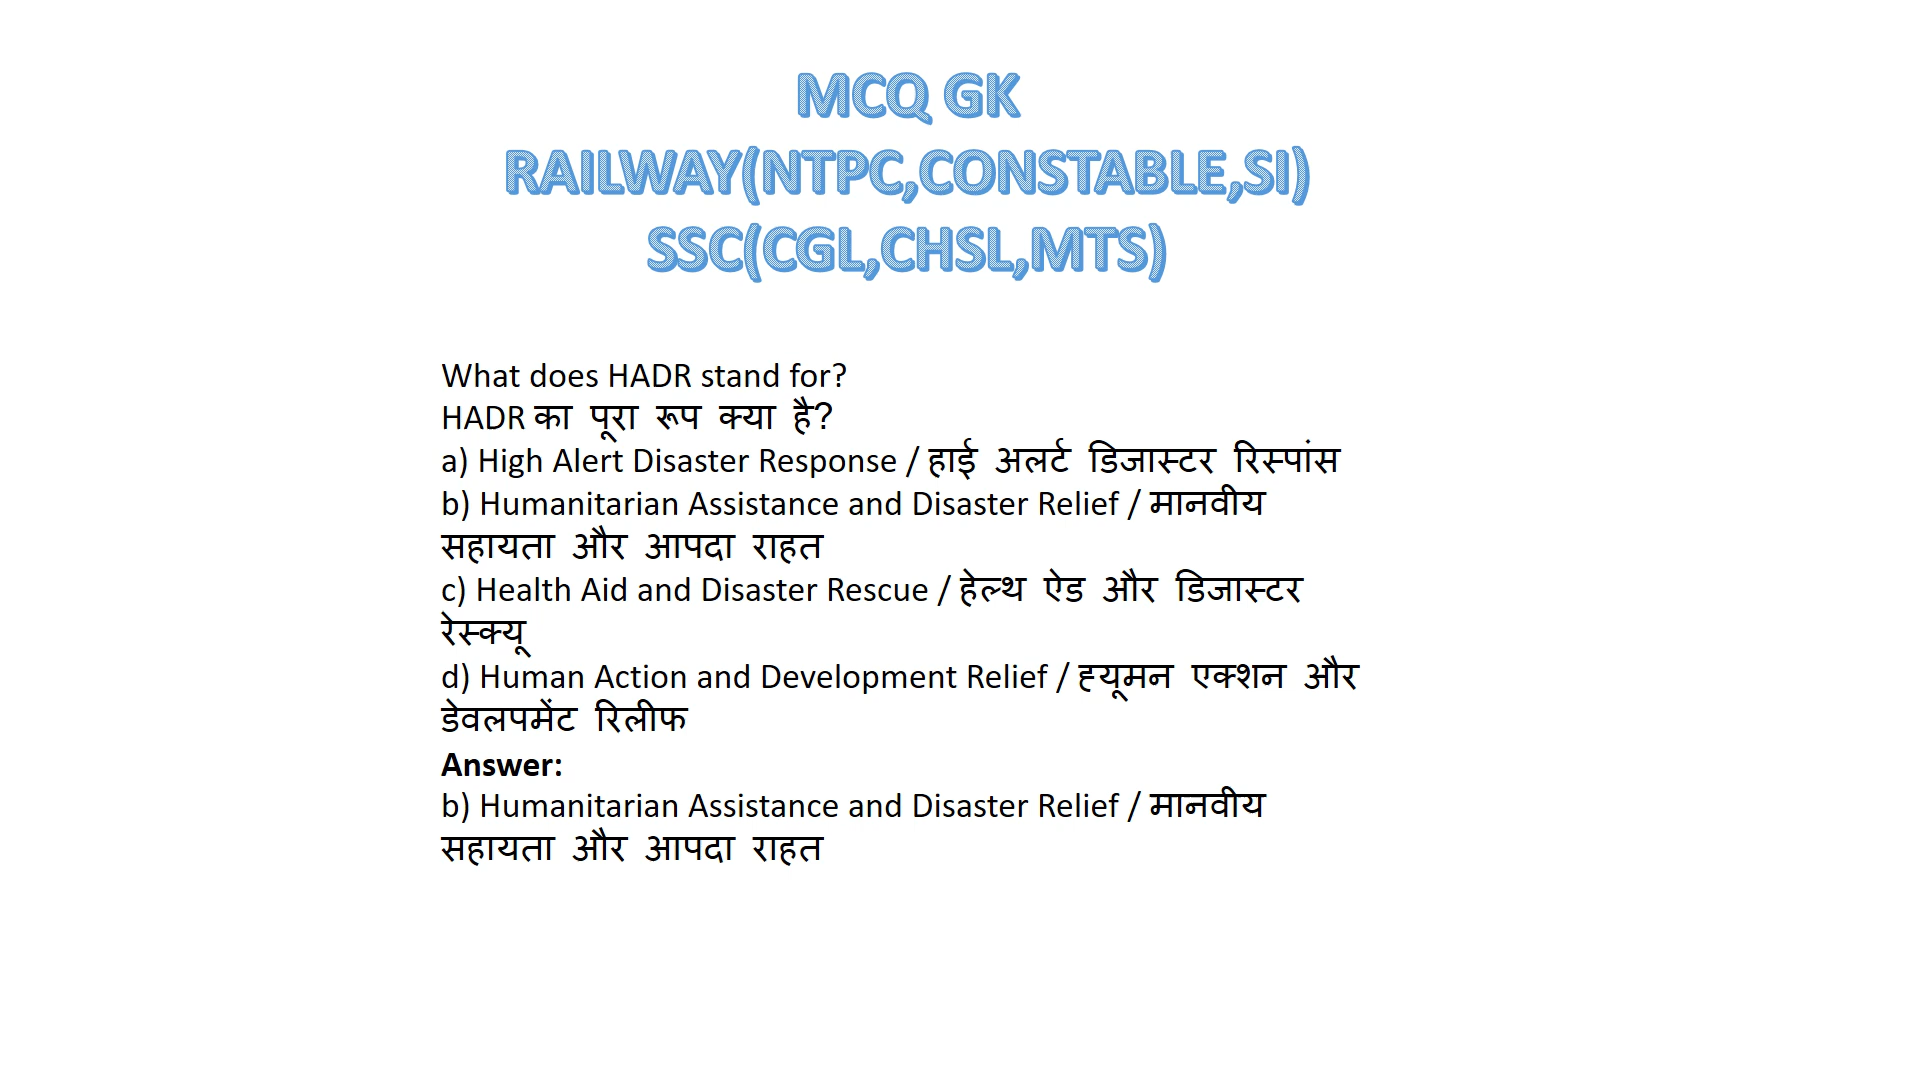 MCQ GK
RAILWAY(NTPC,CONSTABLE,SI)
SSC(CGL,CHSL,MTS)
What does HADR stand for?
HADR का पूरा रूप क्या है?
a) High Alert Disaster Response / हाई अलर्ट डिजास्टर रिस्पांस
b) Humanitarian Assistance and Disaster Relief / मानवीय
सहायता और आपदा राहत
c) Health Aid and Disaster Rescue / हेल्थ ऐड और डिजास्टर
रेस्क्यू
d) Human Action and Development Relief / ह्यूमन एक्शन और
डेवलपमेंट रिलीफ
Answer:
b) Humanitarian Assistance and Disaster Relief / मानवीय
सहायता और आपदा राहत